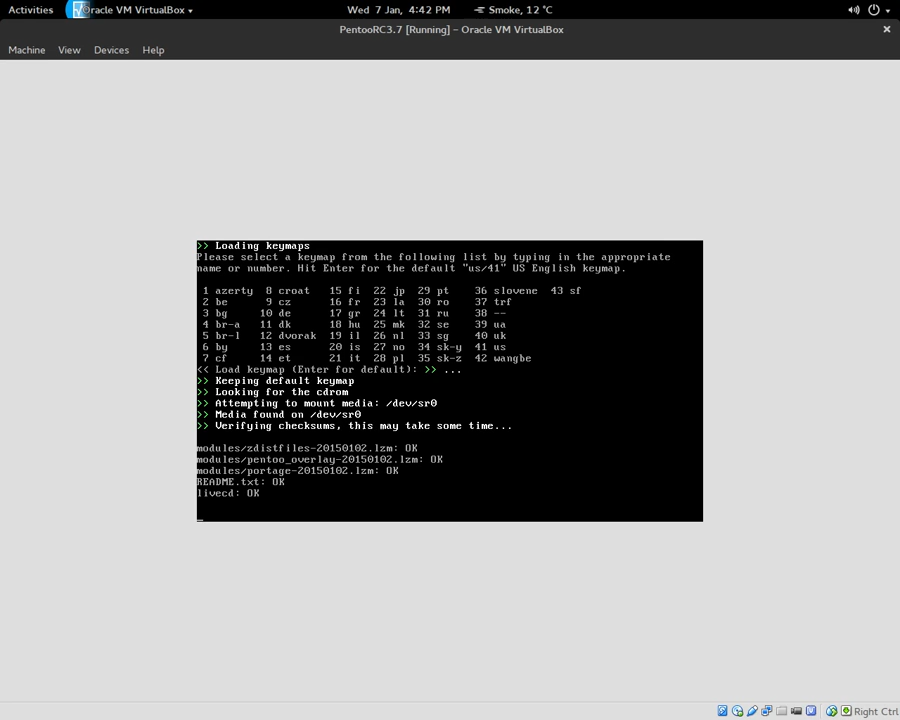 Activities Oracle VM VirtualBox Wed 7 Jan, 4:42 PM Smoke, 12 °C
PentooRC3.7 [Running] – Oracle VM VirtualBox
Machine View Devices Help
>> Loading keymaps
Please select a keymap from the following list by typing in the appropriate
name or number. Hit Enter for the default "us/41" US English keymap.
1 azerty 8 croat 15 fi 22 jp 29 pt 36 slovene 43 sf
2 be 9 cz 16 fr 23 la 30 ro 37 trf
3 bg 10 de 17 gr 24 lt 31 ru 38 --
4 br-a 11 dk 18 hu 25 mk 32 se 39 ua
5 br-l 12 dvorak 19 il 26 nl 33 sg 40 uk
6 by 13 es 20 is 27 no 34 sk-y 41 us
7 cf 14 et 21 it 28 pl 35 sk-z 42 wangbe
<< Load keymap (Enter for default): >> ...
>> Keeping default keymap
>> Looking for the cdrom
>> Attempting to mount media: /dev/sr0
>> Media found on /dev/sr0
>> Verifying checksums, this may take some time...
modules/zdistfiles-20150102.lzm: OK
modules/pentoo_overlay-20150102.lzm: OK
modules/portage-20150102.lzm: OK
README.txt: OK
livecd: OK
Right Ctrl